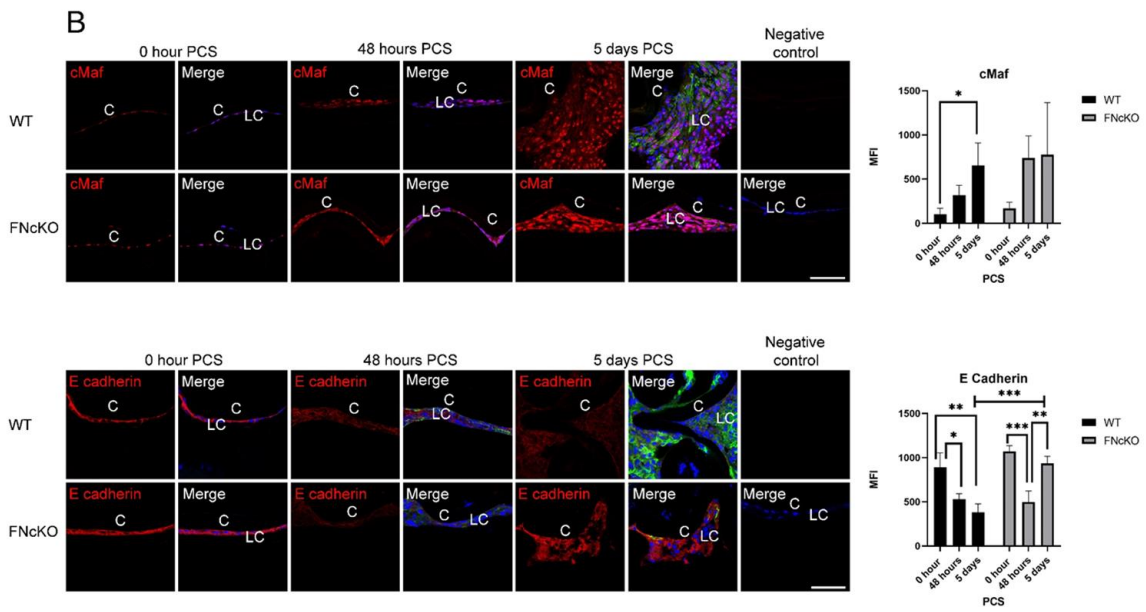 B
0 hour PCS 48 hours PCS 5 days PCS Negative control
WT
cMaf C Merge C LC cMaf C Merge C LC cMaf C Merge C LC
FNcKO
cMaf C Merge C LC cMaf C Merge LC C cMaf C Merge C LC Merge C LC
cMaf
WT
FNcKO
MFI
1500
1000
500
0
*
0 hour 48 hours 5 days 0 hour 48 hours 5 days
PCS
0 hour PCS 48 hours PCS 5 days PCS Negative control
WT
E cadherin C Merge C LC E cadherin C Merge C LC E cadherin C Merge C LC
FNcKO
E cadherin C Merge C LC E cadherin C Merge C LC E cadherin C Merge C LC Merge C LC
E Cadherin
WT
FNcKO
MFI
1500
1000
500
0
***
** *** **
*
0 hour 48 hours 5 days 0 hour 48 hours 5 days
PCS